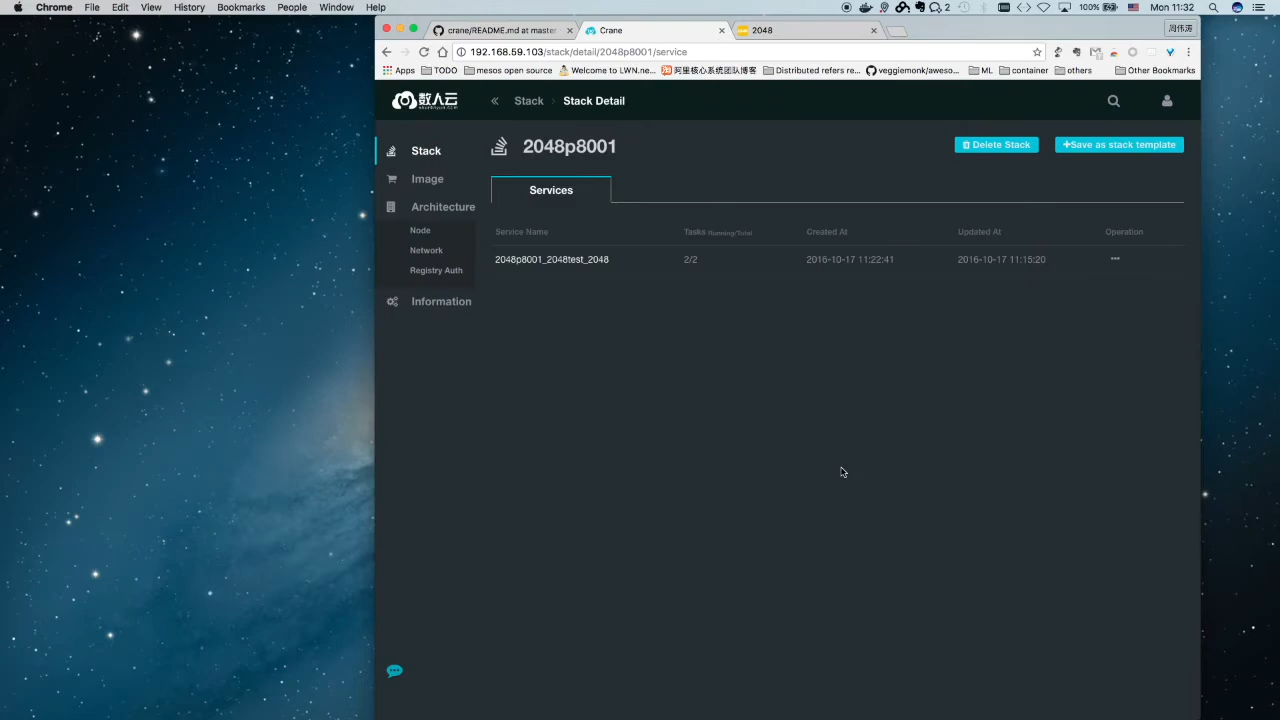 Chrome File Edit View History Bookmarks People Window Help
2 100% Mon 11:32
crane/README.md at master
Crane
2048
周伟涛
192.168.59.103/stack/detail/2048p8001/service
Apps TODO mesos open source Welcome to LWN.ne... 阿里核心系统团队博客 Distributed refers re... veggiemonk/aweso... ML container others Other Bookmarks
数人云
Stack Stack Detail
Stack
Image
Architecture
Node
Network
Registry Auth
Information
2048p8001
Delete Stack
Save as stack template
Services
Service Name Tasks Running/Total Created At Updated At Operation
2048p8001_2048test_2048 2/2 2016-10-17 11:22:41 2016-10-17 11:15:20